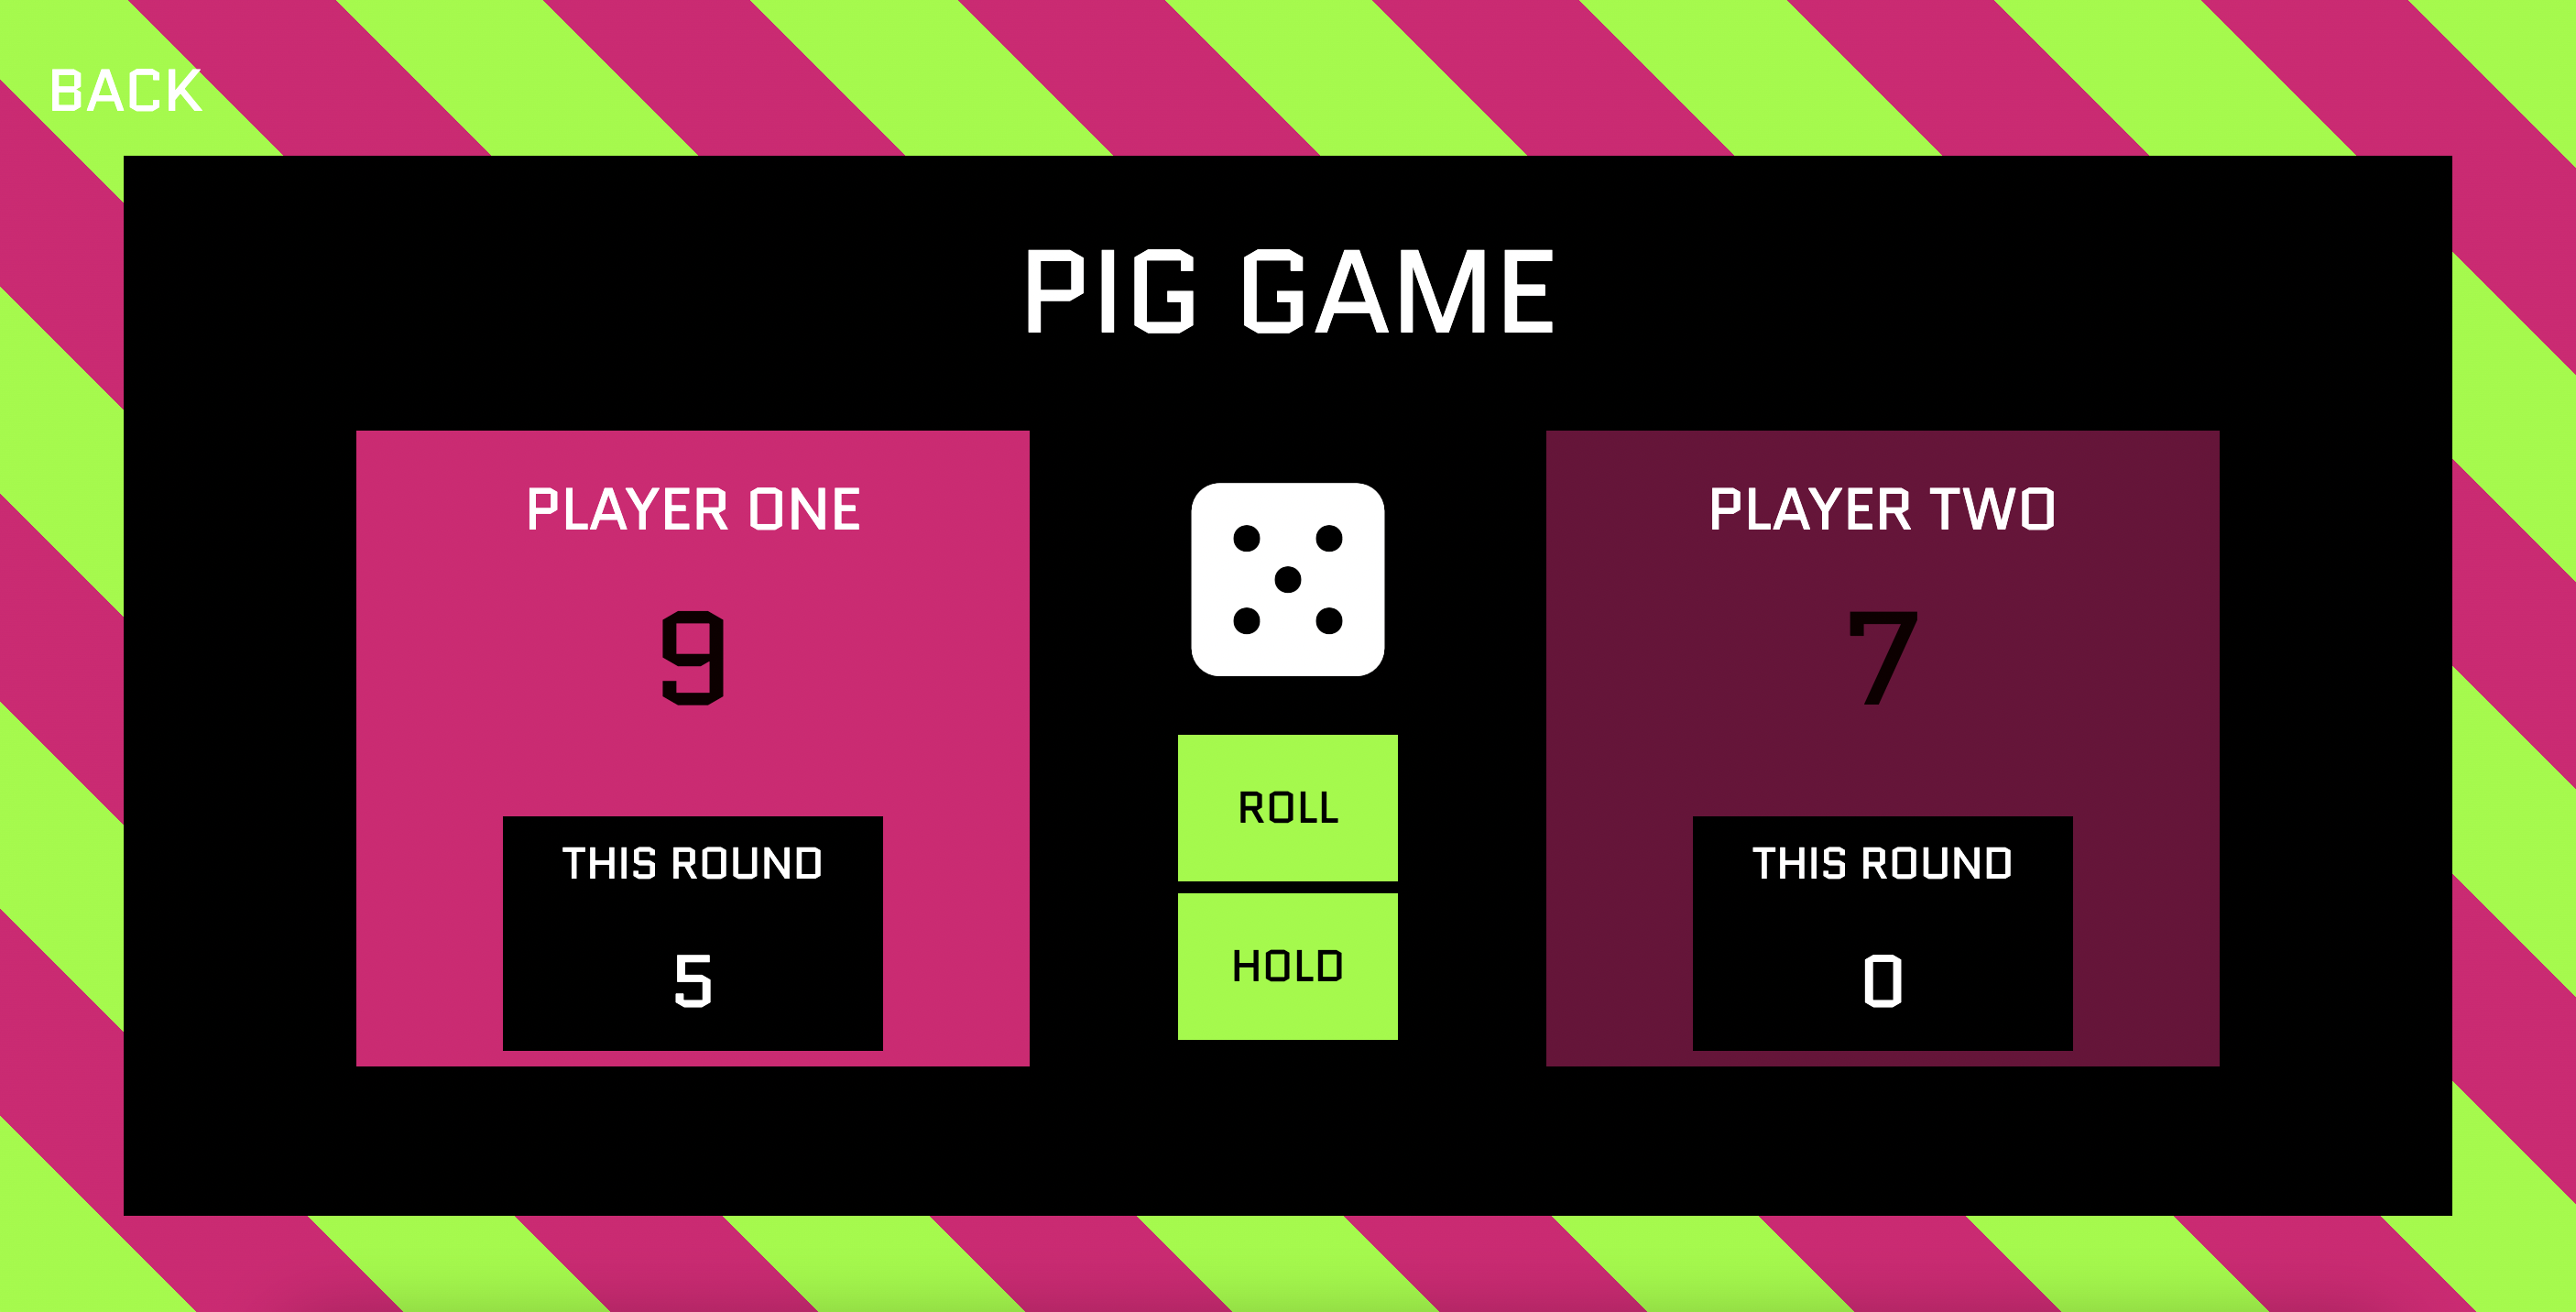 BACK
PIG GAME
PLAYER ONE
9
THIS ROUND
5
ROLL
HOLD
PLAYER TWO
7
THIS ROUND
0